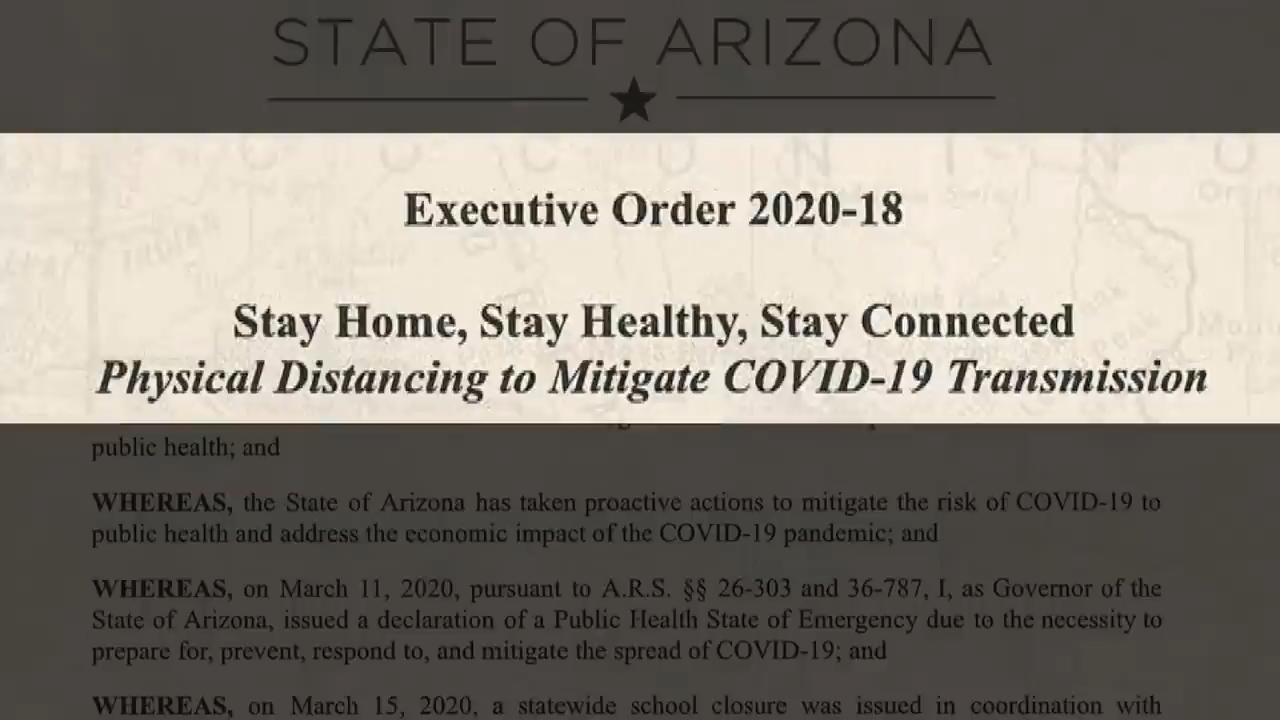 STATE OF ARIZONA
Executive Order 2020-18
Stay Home, Stay Healthy, Stay Connected
Physical Distancing to Mitigate COVID-19 Transmission
public health; and
WHEREAS, the State of Arizona has taken proactive actions to mitigate the risk of COVID-19 to
public health and address the economic impact of the COVID-19 pandemic; and
WHEREAS, on March 11, 2020, pursuant to A.R.S. §§ 26-303 and 36-787, I, as Governor of the
State of Arizona, issued a declaration of a Public Health State of Emergency due to the necessity to
prepare for, prevent, respond to, and mitigate the spread of COVID-19; and
WHEREAS, on March 15, 2020, a statewide school closure was issued in coordination with